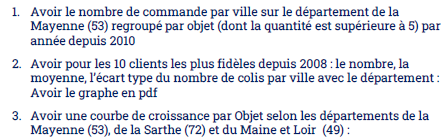 1. Avoir le nombre de commande par ville sur le département de la
Mayenne (53) regroupé par objet (dont la quantité est supérieure à 5) par
année depuis 2010
2. Avoir pour les 10 clients les plus fidèles depuis 2008 : le nombre, la
moyenne, l'écart type du nombre de colis par ville avec le département :
Avoir le graphe en pdf
3. Avoir une courbe de croissance par Objet selon les départements de la
Mayenne (53), de la Sarthe (72) et du Maine et Loir (49) :